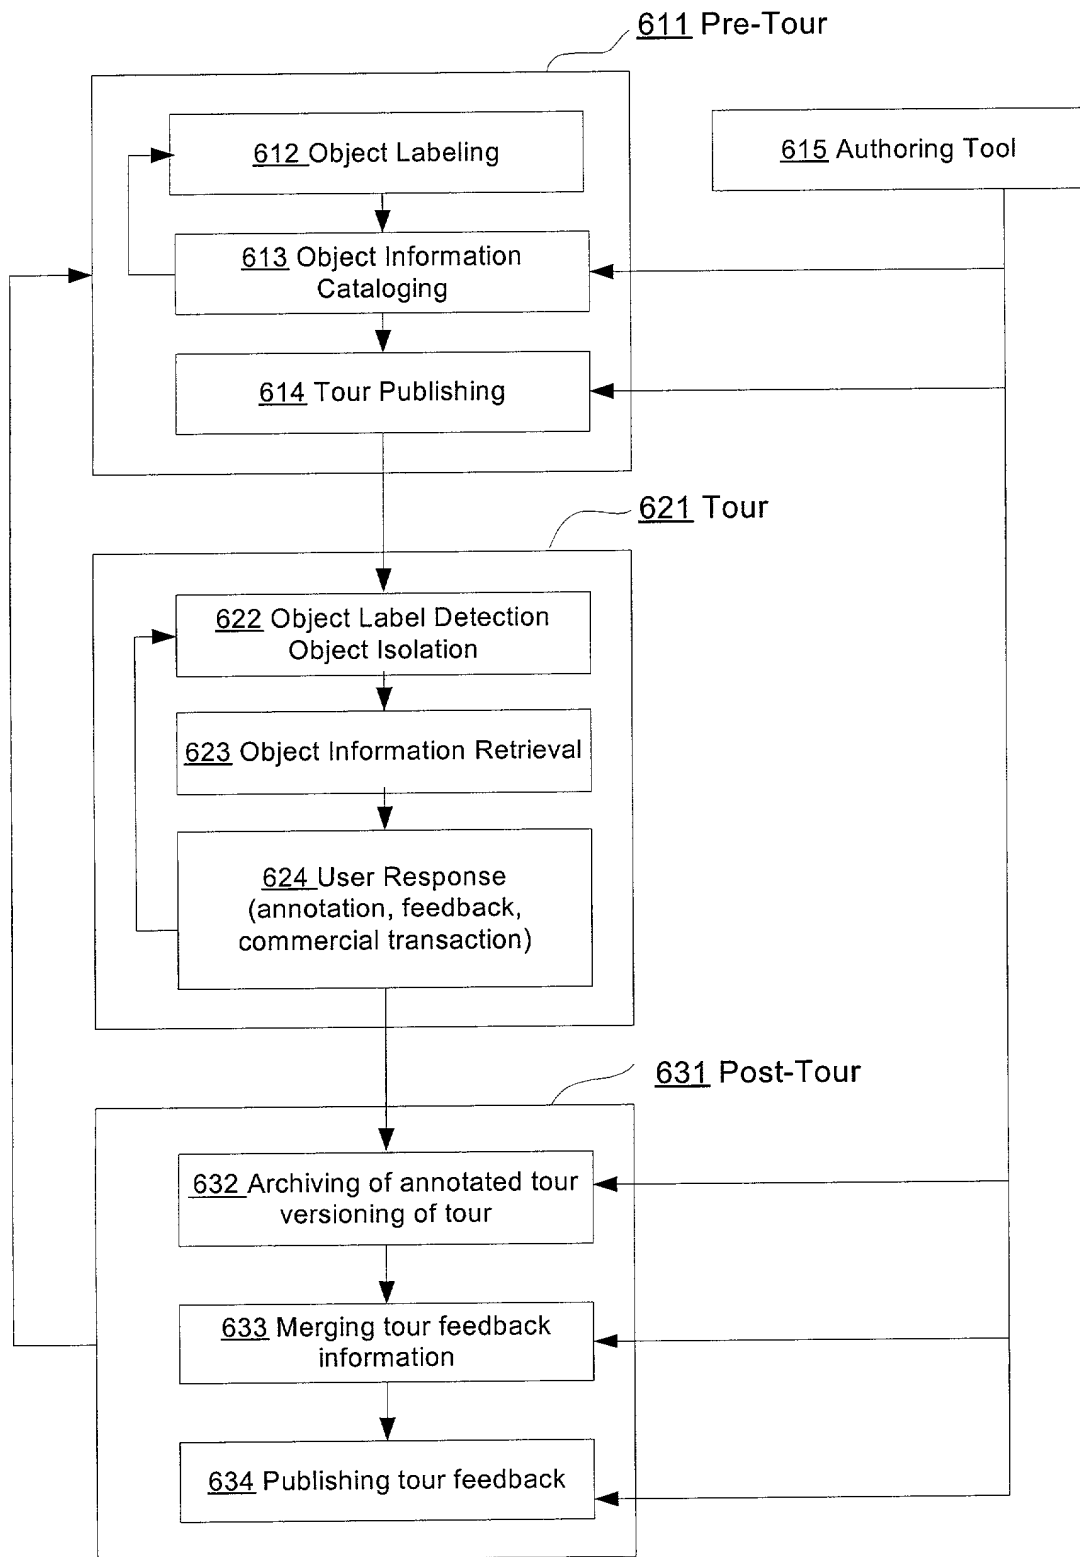 611 Pre-Tour
612 Object Labeling
615 Authoring Tool
613 Object Information
Cataloging
614 Tour Publishing
621 Tour
622 Object Label Detection
Object Isolation
623 Object Information Retrieval
624 User Response
(annotation, feedback,
commercial transaction)
631 Post-Tour
632 Archiving of annotated tour
versioning of tour
633 Merging tour feedback
information
634 Publishing tour feedback